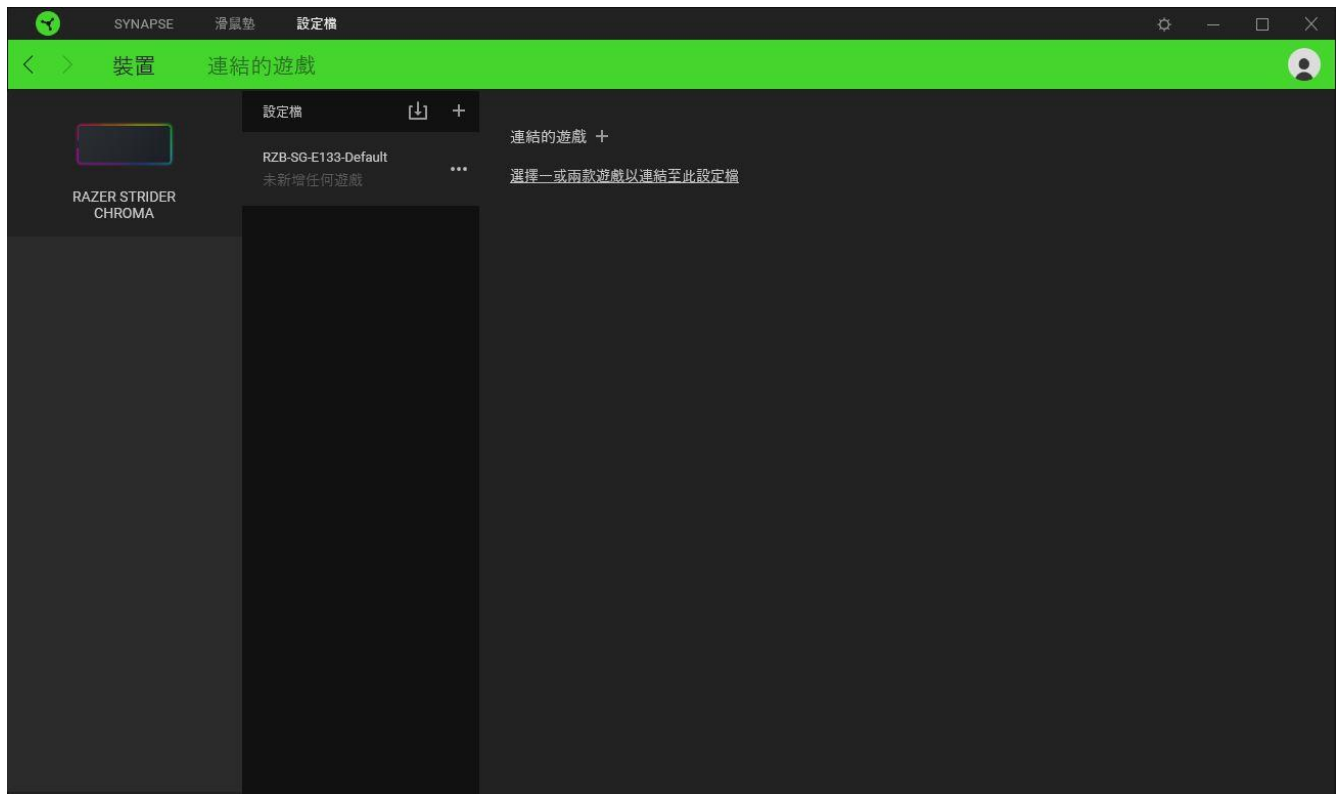 SYNAPSE 滑鼠墊 設定檔
裝置 連結的遊戲
RAZER STRIDER
CHROMA
設定檔
RZB-SG-E133-Default
未新增任何遊戲
連結的遊戲
選擇一或兩款遊戲以連結至此設定檔